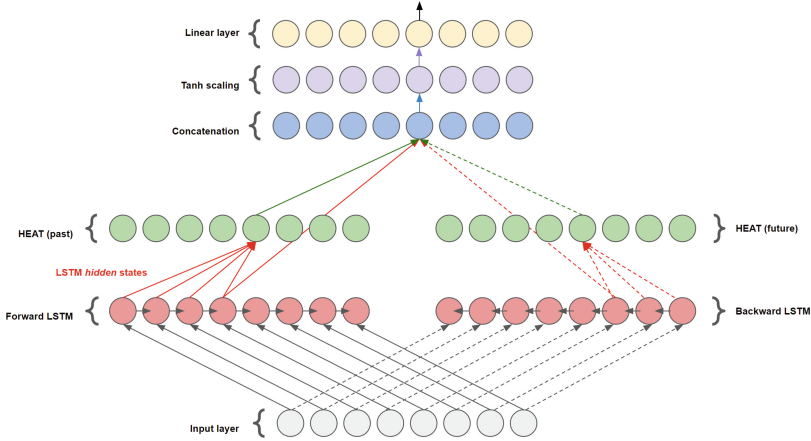 Linear layer
Tanh scaling
Concatenation
HEAT (past)
HEAT (future)
LSTM hidden states
Forward LSTM
Backward LSTM
Input layer